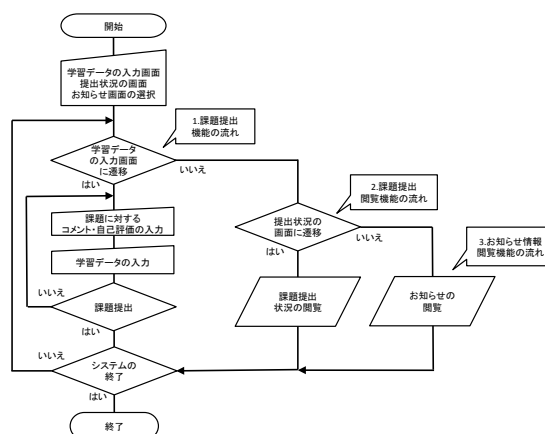 開始
学習データの入力画面
提出状況の画面
お知らせ画面の選択
1.課題提出
機能の流れ
学習データ
の入力画面
に遷移
いいえ
はい
2.課題提出
閲覧機能の流れ
課題に対する
コメント・自己評価の入力
提出状況の
画面に遷移
いいえ
はい
3.お知らせ情報
閲覧機能の流れ
学習データの入力
いいえ
課題提出
はい
課題提出
状況の閲覧
お知らせの
閲覧
いいえ
システムの
終了
はい
終了